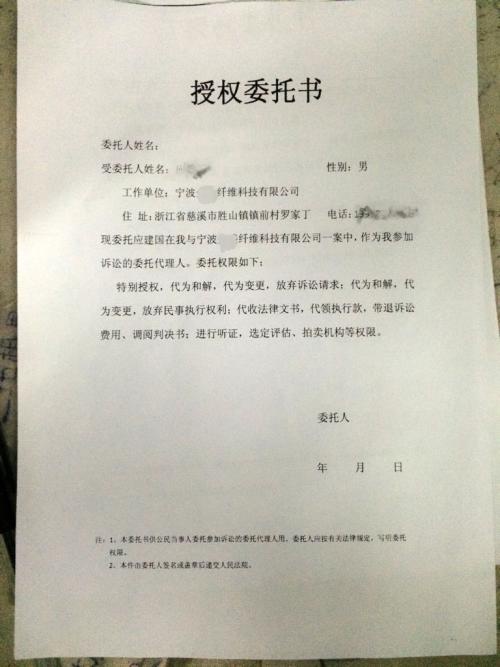 授权委托书
委托人姓名：
受委托人姓名： 性别：男
工作单位：宁波 纤维科技有限公司
住 址：浙江省慈溪市胜山镇镇前村罗家丁 电话：
现委托应建国在我与宁波 纤维科技有限公司一案中，作为我参加
诉讼的委托代理人。委托权限如下：
特别授权，代为和解，代为变更，放弃诉讼请求；代为和解，代
为变更，放弃民事执行权利；代收法律文书，代领执行款，带退诉讼
费用、调阅判决书；进行听证，选定评估、拍卖机构等权限。
委托人
年 月 日
注：1、本委托书供公民当事人委托参加诉讼的委托代理人用。委托人应按有关法律规定，写明委托
权限。
2、本件由委托人签名或盖章后递交人民法院。